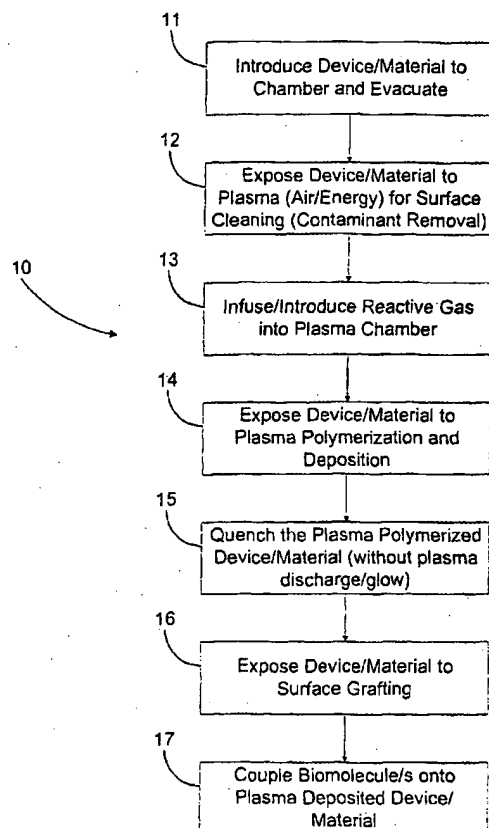 11
Introduce Device/Material to
Chamber and Evacuate
12
Expose Device/Material to
Plasma (Air/Energy) for Surface
Cleaning (Contaminant Removal)
10
13
Infuse/Introduce Reactive Gas
into Plasma Chamber
14
Expose Device/Material to
Plasma Polymerization and
Deposition
15
Quench the Plasma Polymerized
Device/Material (without plasma
discharge/glow)
16
Expose Device/Material to
Surface Grafting
17
Couple Biomolecule/s onto
Plasma Deposited Device/
Material